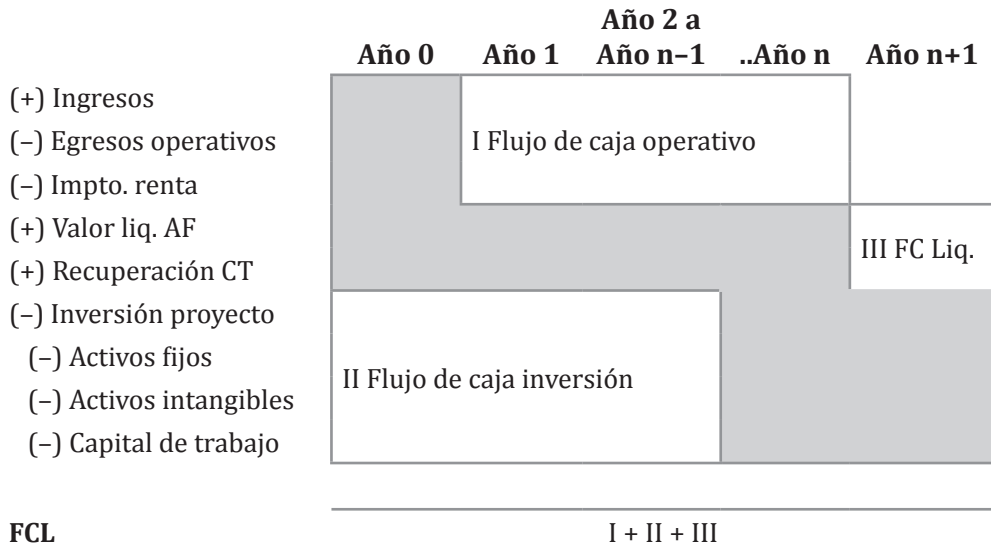 Año 2 a
Año 0 Año 1 Año n–1 ..Año n Año n+1
(+) Ingresos
(–) Egresos operativos I Flujo de caja operativo
(–) Impto. renta
(+) Valor liq. AF
III FC Liq.
(+) Recuperación CT
(–) Inversión proyecto
(–) Activos fijos
II Flujo de caja inversión
(–) Activos intangibles
(–) Capital de trabajo
FCL I + II + III